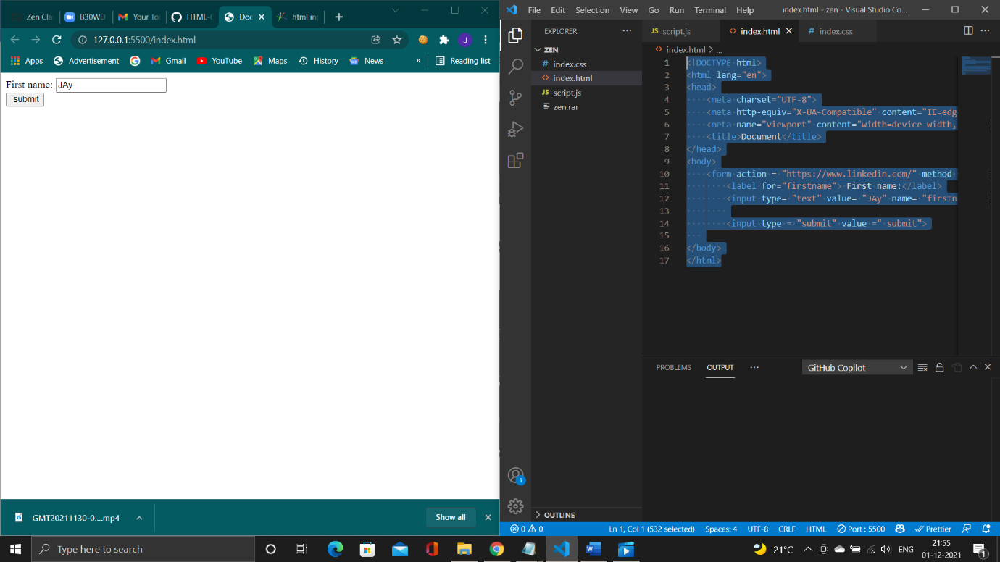 Zen Cla
B30WD
Your To
HTML-
Doc
html in
127.0.0.1:5500/index.html
J
Apps
Advertisement
Gmail
YouTube
Maps
History
News
»
Reading list
First name: JAy
submit
GMT20211130-0....mp4
Show all
File Edit Selection View Go Run Terminal Help
index.html - zen - Visual Studio Co...
EXPLORER
ZEN
# index.css
<> index.html
JS script.js
zen.rar
JS script.js
<> index.html
# index.css
<> index.html > ...
1 <!DOCTYPE html>
2 <html lang="en">
3 <head>
4 <meta charset="UTF-8">
5 <meta http-equiv="X-UA-Compatible" content="IE=edg
6 <meta name="viewport" content="width=device-width,
7 <title>Document</title>
8 </head>
9 <body>
10 <form action = "https://www.linkedin.com/" method
11 <label for="firstname"> First name:</label>
12 <input type= "text" value= "JAy" name= "firstn
13
14 <input type = "submit" value =" submit">
15
16 </body>
17 </html>
PROBLEMS OUTPUT ...
GitHub Copilot
1
OUTLINE
0 0
Ln 1, Col 1 (532 selected) Spaces: 4 UTF-8 CRLF HTML Port : 5500 Prettier
Type here to search
21°C
ENG
21:55
01-12-2021
1